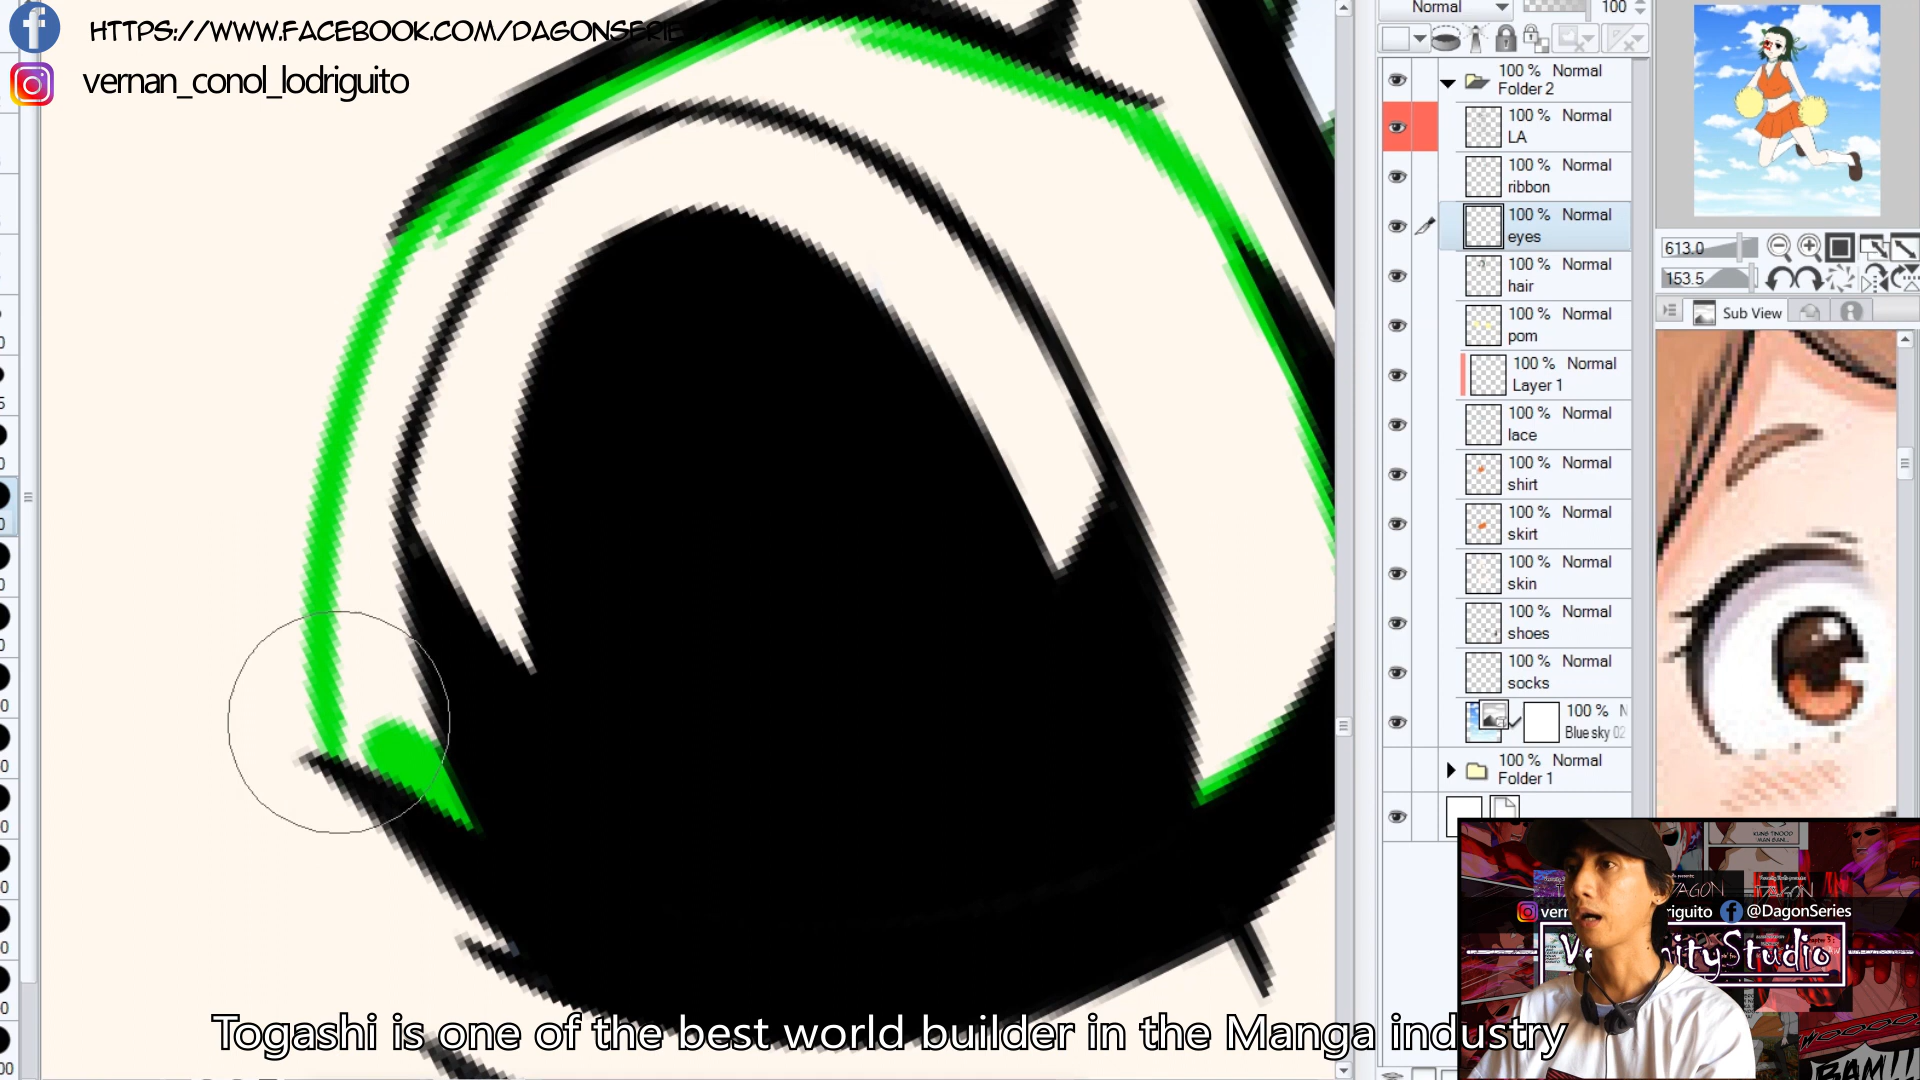 HTTPS://WWW.FACEBOOK.COM/DAGONSERIE
vernan_conol_lodriguito
Normal 100
100 % Normal
Folder 2
100 % Normal
LA
100 % Normal
ribbon
100 % Normal
eyes
100 % Normal
hair
100 % Normal
pom
100 % Normal
Layer 1
100 % Normal
lace
100 % Normal
shirt
100 % Normal
skirt
100 % Normal
skin
100 % Normal
shoes
100 % Normal
socks
100 % N
Blue sky 02
100 % Normal
Folder 1
613.0
153.5
Sub View
DAGON
riguito @DagonSeries
nityStudio
BAM!!
Togashi is one of the best world builder in the Manga industry